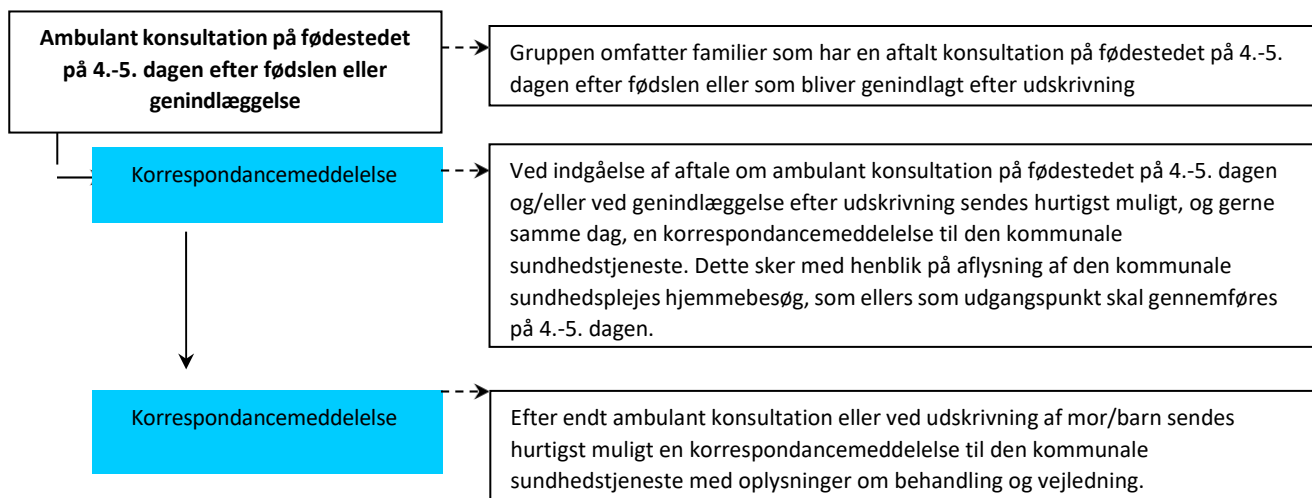 Ambulant konsultation på fødestedet
på 4.-5. dagen efter fødslen eller
genindlæggelse
Gruppen omfatter familier som har en aftalt konsultation på fødestedet på 4.-5.
dagen efter fødslen eller som bliver genindlagt efter udskrivning
Korrespondancemeddelelse
Ved indgåelse af aftale om ambulant konsultation på fødestedet på 4.-5. dagen
og/eller ved genindlæggelse efter udskrivning sendes hurtigst muligt, og gerne
samme dag, en korrespondancemeddelelse til den kommunale
sundhedstjeneste. Dette sker med henblik på aflysning af den kommunale
sundhedsplejes hjemmebesøg, som ellers som udgangspunkt skal gennemføres
på 4.-5. dagen.
Korrespondancemeddelelse
Efter endt ambulant konsultation eller ved udskrivning af mor/barn sendes
hurtigst muligt en korrespondancemeddelelse til den kommunale
sundhedstjeneste med oplysninger om behandling og vejledning.